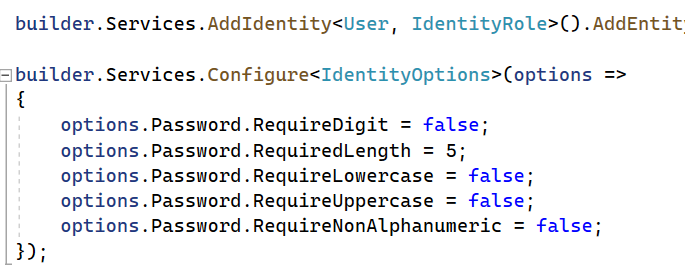 builder.Services.AddIdentity<User, IdentityRole>().AddEntity
builder.Services.Configure<IdentityOptions>(options =>
{
    options.Password.RequireDigit = false;
    options.Password.RequiredLength = 5;
    options.Password.RequireLowercase = false;
    options.Password.RequireUppercase = false;
    options.Password.RequireNonAlphanumeric = false;
});